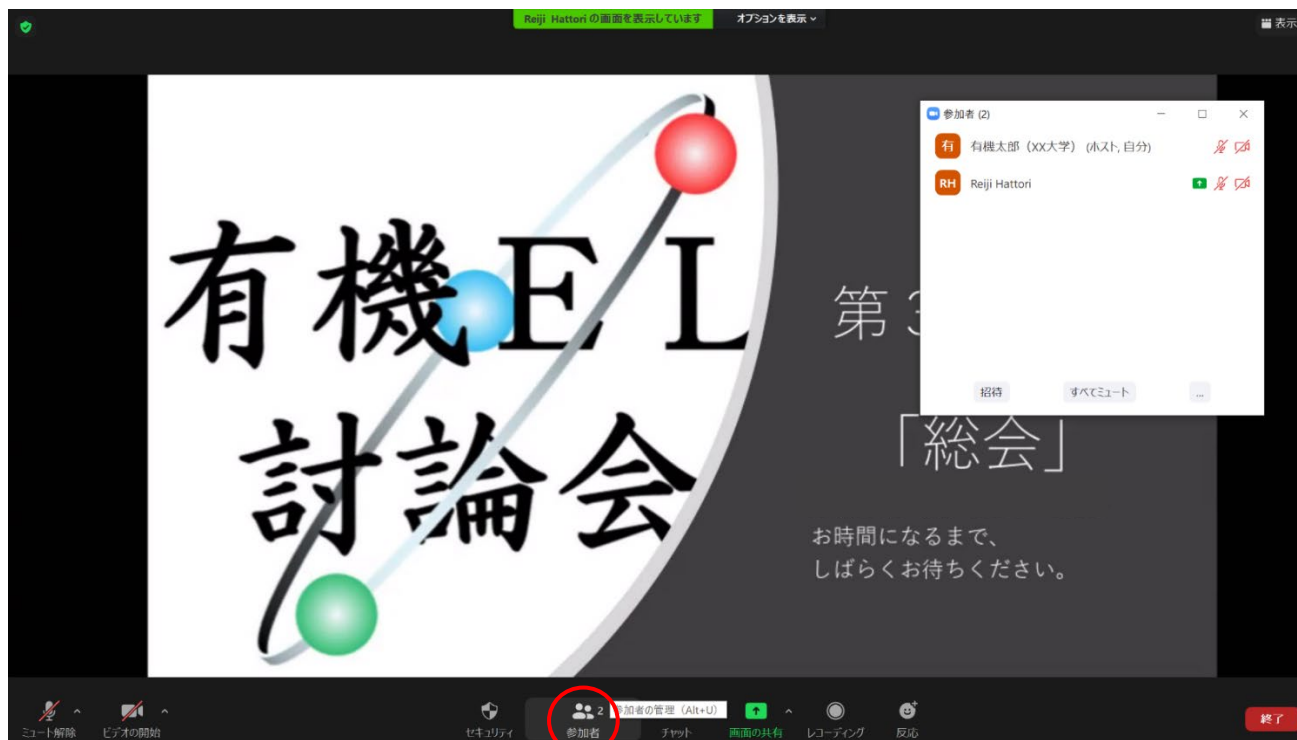 Reiji Hattori の画面を表示しています
オプションを表示
表示
有機EL
討論会
第3
「総会」
お時間になるまで、
しばらくお待ちください。
参加者 (2)
有 有機太郎（XX大学） (ホスト, 自分)
RH Reiji Hattori
招待 すべてミュート ...
ミュート解除
ビデオの開始
セキュリティ
2
参加者
参加者の管理 (Alt+U)
チャット
画面の共有
レコーディング
反応
終了